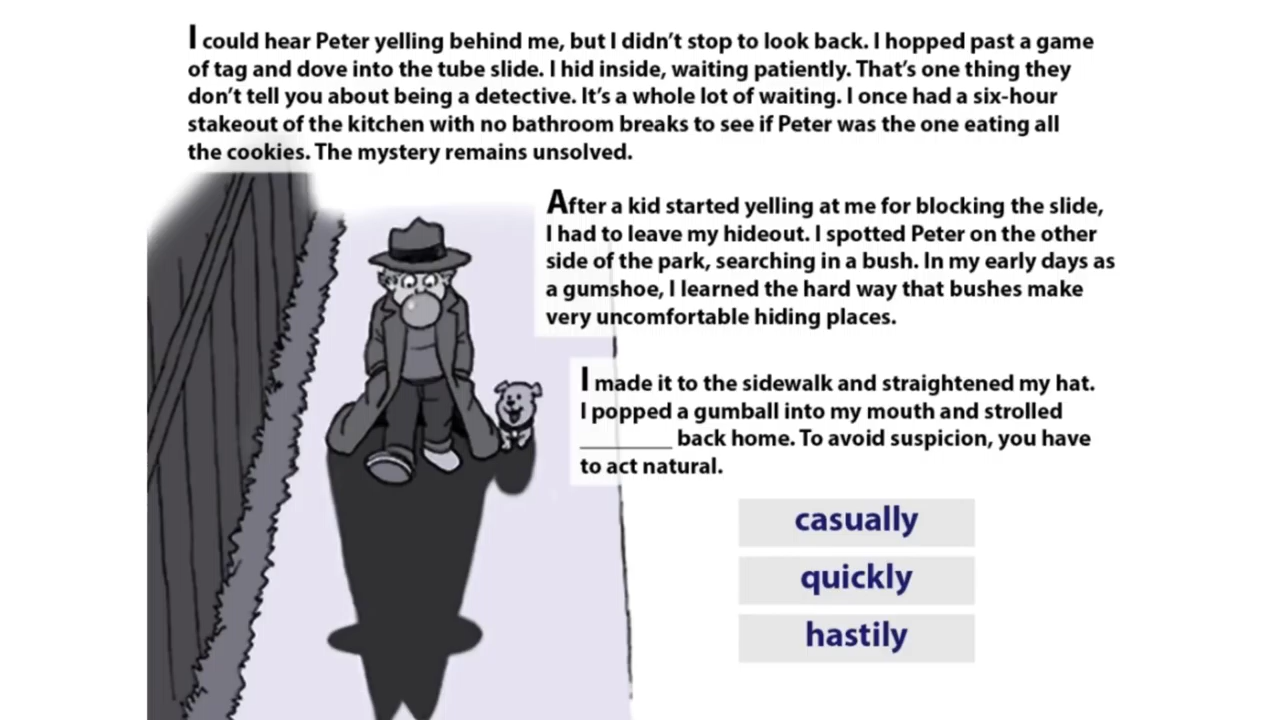 I could hear Peter yelling behind me, but I didn't stop to look back. I hopped past a game
of tag and dove into the tube slide. I hid inside, waiting patiently. That's one thing they
don't tell you about being a detective. It's a whole lot of waiting. I once had a six-hour
stakeout of the kitchen with no bathroom breaks to see if Peter was the one eating all
the cookies. The mystery remains unsolved.
After a kid started yelling at me for blocking the slide,
I had to leave my hideout. I spotted Peter on the other
side of the park, searching in a bush. In my early days as
a gumshoe, I learned the hard way that bushes make
very uncomfortable hiding places.
I made it to the sidewalk and straightened my hat.
I popped a gumball into my mouth and strolled
_________ back home. To avoid suspicion, you have
to act natural.
casually
quickly
hastily